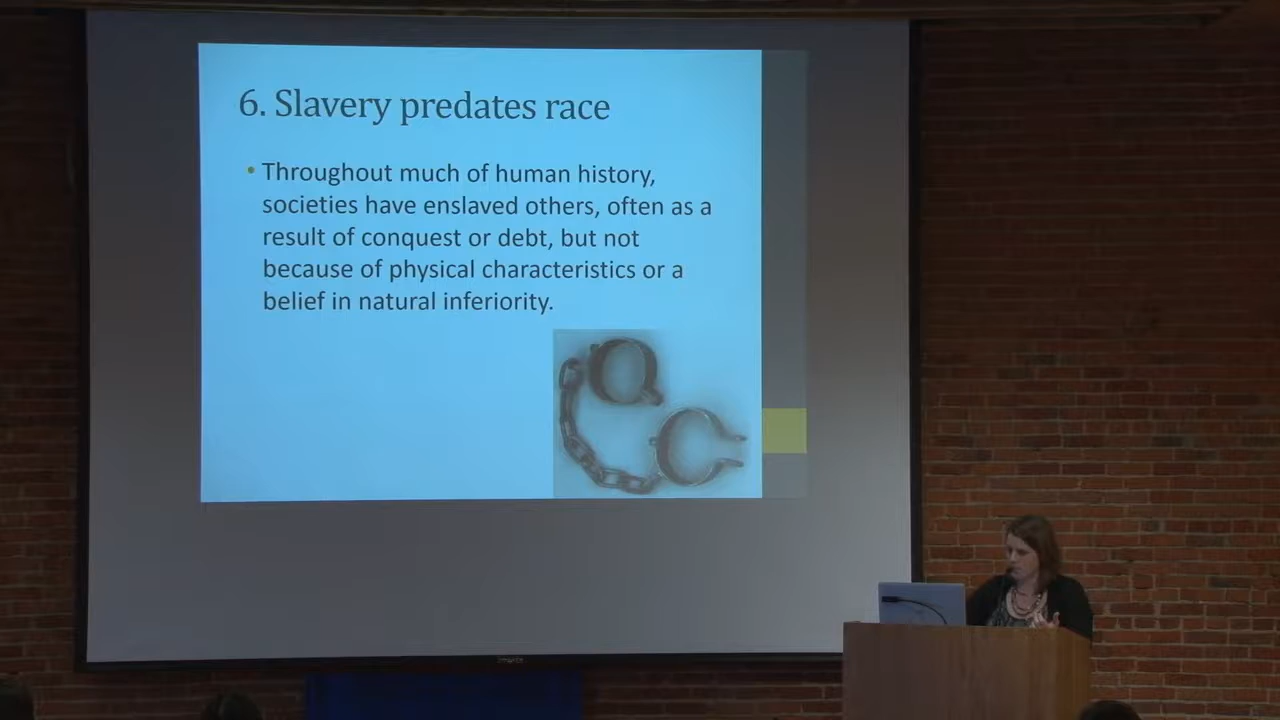 6. Slavery predates race
• Throughout much of human history,
societies have enslaved others, often as a
result of conquest or debt, but not
because of physical characteristics or a
belief in natural inferiority.